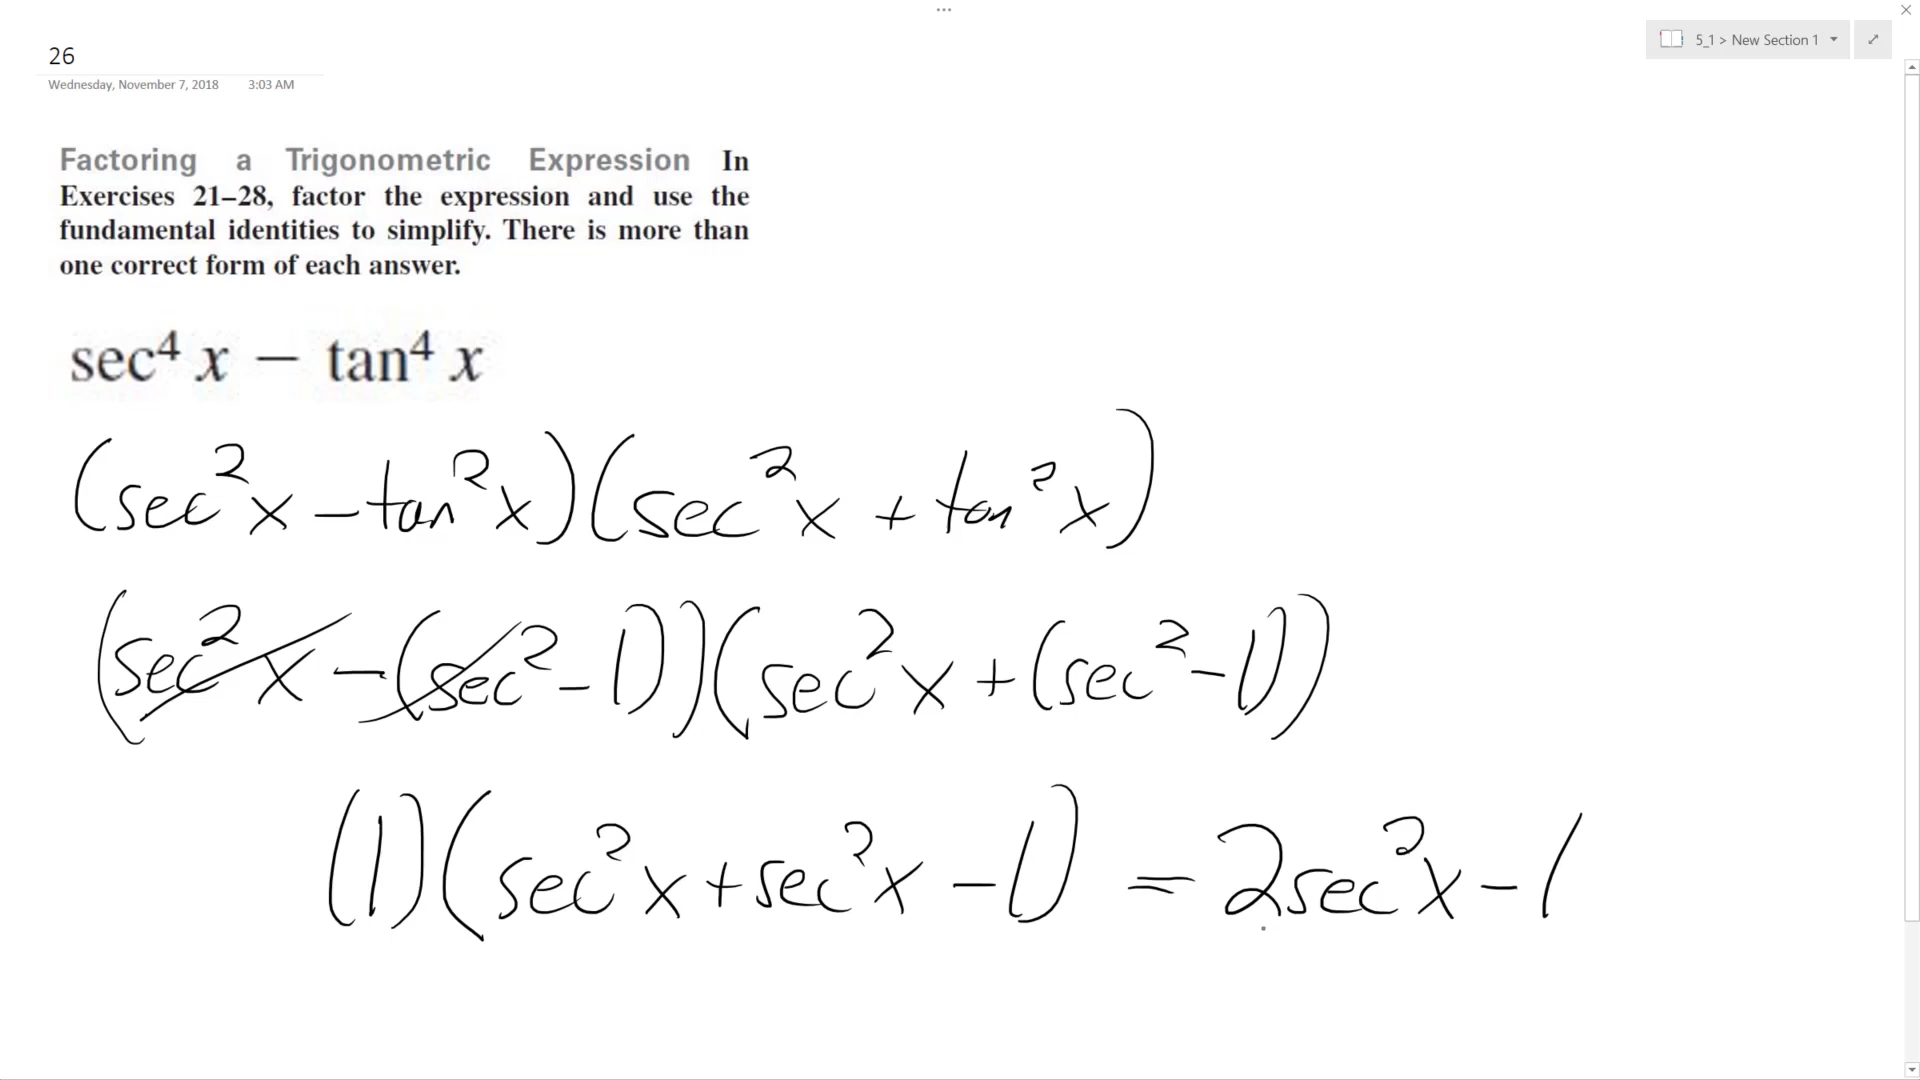 ...
5_1 > New Section 1
26
Wednesday, November 7, 2018 3:03 AM
Factoring a Trigonometric Expression In
Exercises 21–28, factor the expression and use the
fundamental identities to simplify. There is more than
one correct form of each answer.
sec⁴ x − tan⁴ x
(sec²x − tan²x)(sec²x + tan²x)
(sec²x − (sec² − 1))(sec²x + (sec² − 1))
(1)(sec²x + sec²x − 1) = 2sec²x − 1